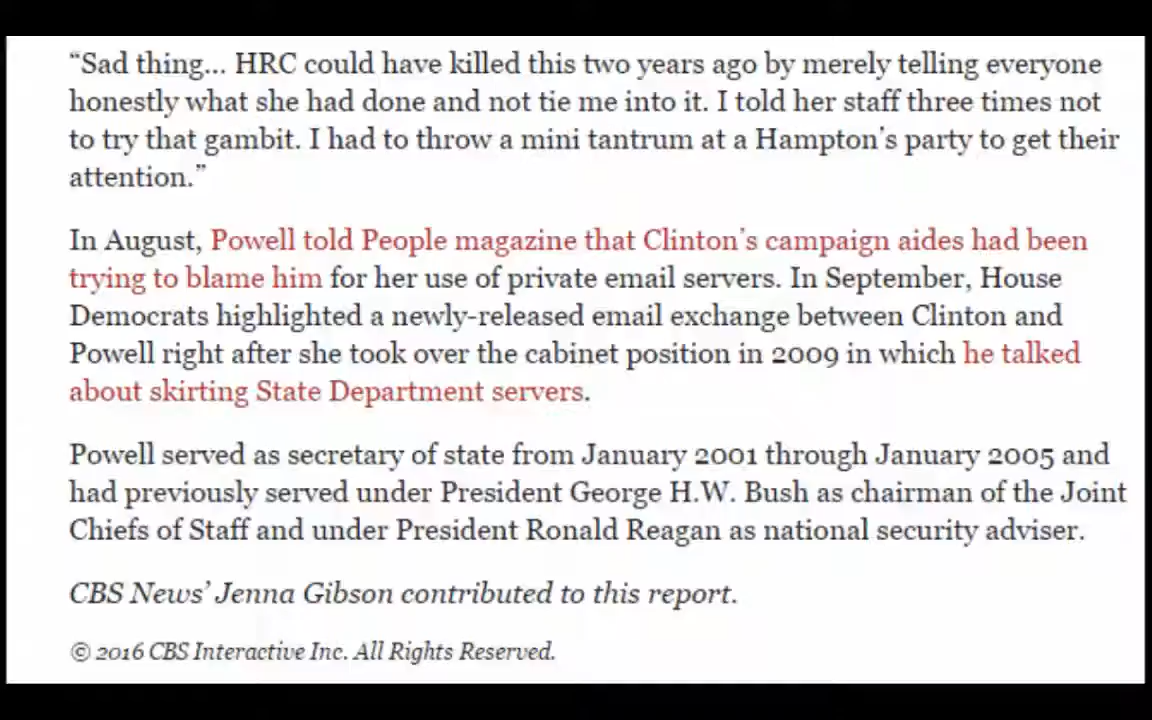 “Sad thing... HRC could have killed this two years ago by merely telling everyone
honestly what she had done and not tie me into it. I told her staff three times not
to try that gambit. I had to throw a mini tantrum at a Hampton’s party to get their
attention.”
In August, Powell told People magazine that Clinton’s campaign aides had been
trying to blame him for her use of private email servers. In September, House
Democrats highlighted a newly-released email exchange between Clinton and
Powell right after she took over the cabinet position in 2009 in which he talked
about skirting State Department servers.
Powell served as secretary of state from January 2001 through January 2005 and
had previously served under President George H.W. Bush as chairman of the Joint
Chiefs of Staff and under President Ronald Reagan as national security adviser.
CBS News’ Jenna Gibson contributed to this report.
© 2016 CBS Interactive Inc. All Rights Reserved.